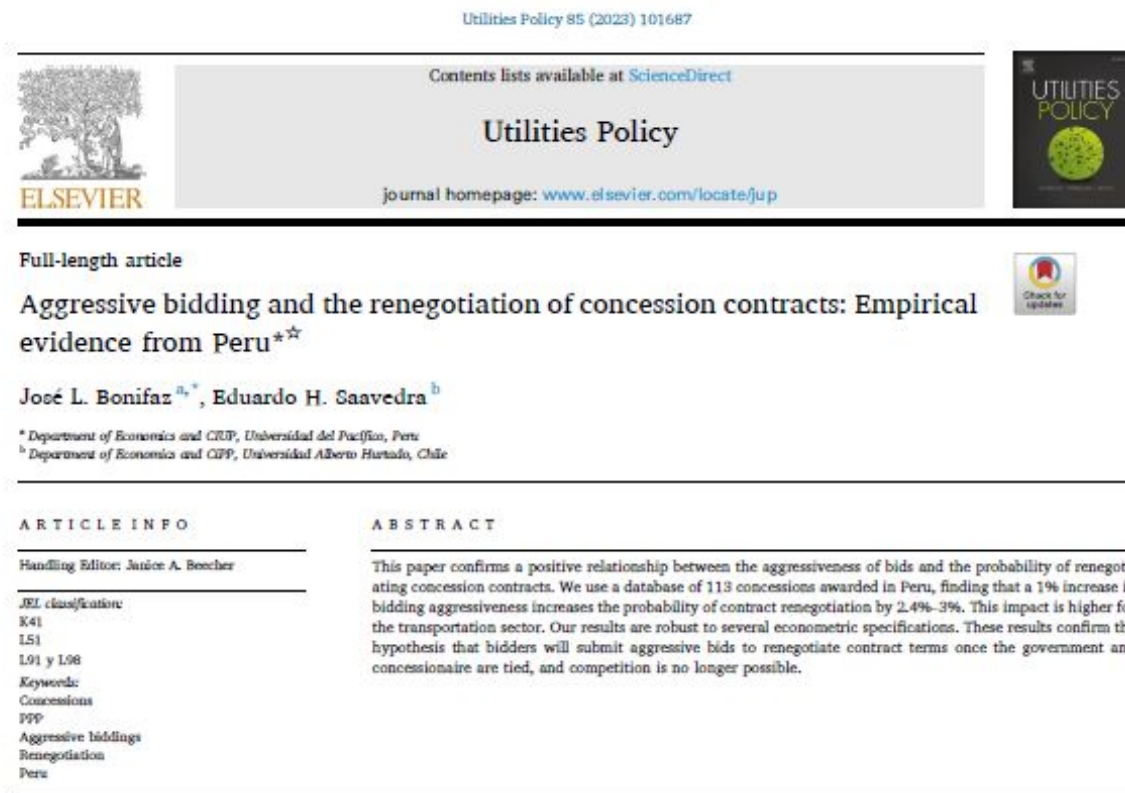 Utilities Policy 85 (2023) 101687
Contents lists available at ScienceDirect
Utilities Policy
journal homepage: www.elsevier.com/locate/jup
ELSEVIER
UTILITIES
POLICY
Full-length article
Check for
updates
Aggressive bidding and the renegotiation of concession contracts: Empirical
evidence from Peru*☆
José L. Bonifaz a,*, Eduardo H. Saavedra b
a Department of Economics and CIUP, Universidad del Pacífico, Peru
b Department of Economics and CIPP, Universidad Alberto Hurtado, Chile
ARTICLE INFO
Handling Editor: Janice A. Beecher
JEL classification:
K41
L51
L91 y L98
Keywords:
Concessions
PPP
Aggressive biddings
Renegotiation
Peru
ABSTRACT
This paper confirms a positive relationship between the aggressiveness of bids and the probability of renegot
ating concession contracts. We use a database of 113 concessions awarded in Peru, finding that a 1% increase i
bidding aggressiveness increases the probability of contract renegotiation by 2.4%–3%. This impact is higher fo
the transportation sector. Our results are robust to several econometric specifications. These results confirm th
hypothesis that bidders will submit aggressive bids to renegotiate contract terms once the government an
concessionaire are tied, and competition is no longer possible.